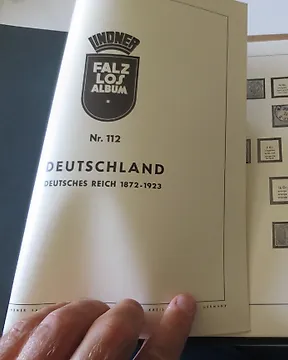 LINDNER
FALZ
LOS
ALBUM
Nr. 112
DEUTSCHLAND
DEUTSCHES REICH 1872-1923